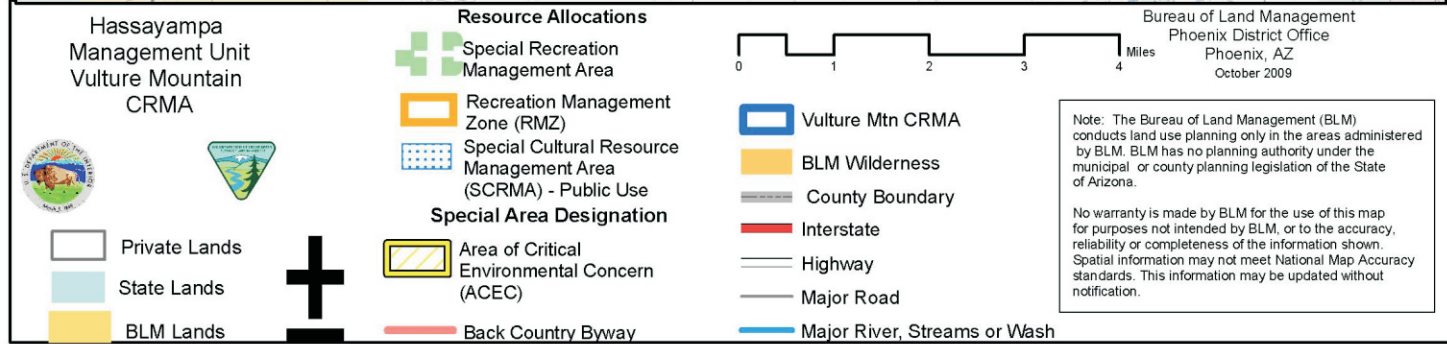 Hassayampa
Management Unit
Vulture Mountain
CRMA
Private Lands
State Lands
BLM Lands
Resource Allocations
Special Recreation
Management Area
Recreation Management
Zone (RMZ)
Special Cultural Resource
Management Area
(SCRMA) - Public Use
Special Area Designation
Area of Critical
Environmental Concern
(ACEC)
Back Country Byway
Miles
0 1 2 3 4
Vulture Mtn CRMA
BLM Wilderness
County Boundary
Interstate
Highway
Major Road
Major River, Streams or Wash
Bureau of Land Management
Phoenix District Office
Phoenix, AZ
October 2009
Note: The Bureau of Land Management (BLM)
conducts land use planning only in the areas administered
by BLM. BLM has no planning authority under the
municipal or county planning legislation of the State
of Arizona.
No warranty is made by BLM for the use of this map
for purposes not intended by BLM, or to the accuracy,
reliability or completeness of the information shown.
Spatial information may not meet National Map Accuracy
standards. This information may be updated without
notification.
U.S. DEPARTMENT OF THE INTERIOR
March 3, 1849